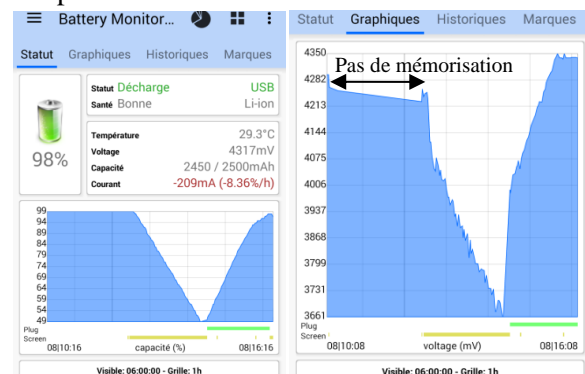 Battery Monitor...
Statut Graphiques Historiques Marques
Statut Décharge USB
Santé Bonne Li-ion
98%
Température 29.3°C
Voltage 4317mV
Capacité 2450 / 2500mAh
Courant -209mA (-8.36%/h)
99
94
89
84
79
74
69
64
59
54
49
Plug
Screen
08|10:16 capacité (%) 08|16:16
Visible: 06:00:00 - Grille: 1h
Statut Graphiques Historiques Marques
4350
Pas de mémorisation
4282
4213
4144
4075
4006
3937
3868
3799
3731
3661
Plug
Screen
08|10:08 voltage (mV) 08|16:08
Visible: 06:00:00 - Grille: 1h